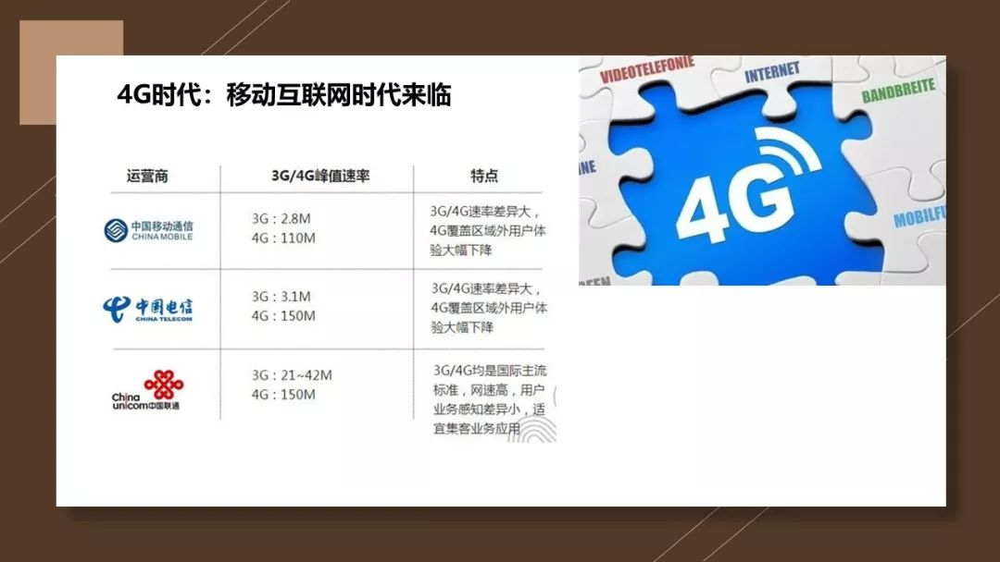 4G时代：移动互联网时代来临
运营商
3G/4G峰值速率
特点
中国移动通信
CHINA MOBILE
3G：2.8M
4G：110M
3G/4G速率差异大，
4G覆盖区域外用户体
验大幅下降
中国电信
CHINA TELECOM
3G：3.1M
4G：150M
3G/4G速率差异大，
4G覆盖区域外用户体
验大幅下降
China
unicom中国联通
3G：21~42M
4G：150M
3G/4G均是国际主流
标准，网速高，用户
业务感知差异小，适
宜集客业务应用
VIDEOTELEFONIE
INTERNET
BANDBREITE
INE
4G
MOBILFU